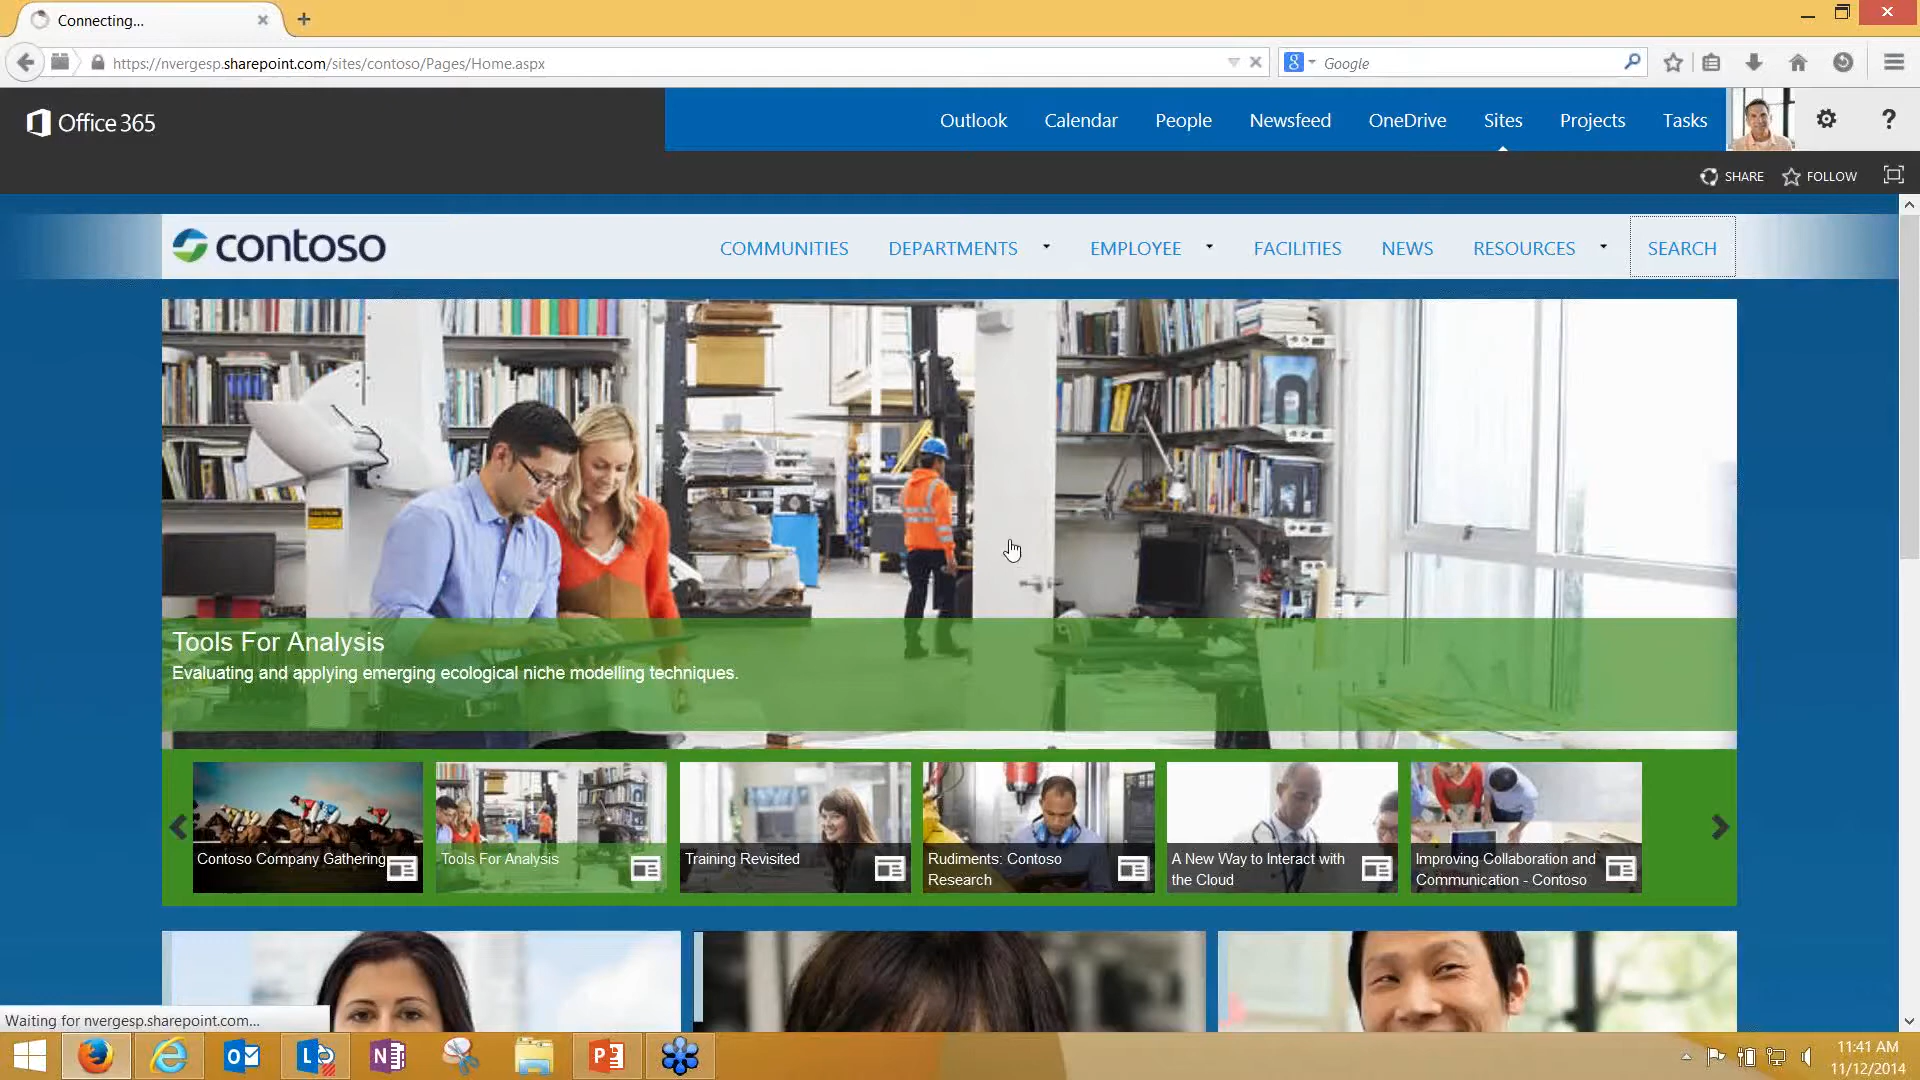 Connecting...
https://nvergesp.sharepoint.com/sites/contoso/Pages/Home.aspx
Google
Office 365
Outlook Calendar People Newsfeed OneDrive Sites Projects Tasks
?
SHARE FOLLOW
contoso
COMMUNITIES DEPARTMENTS EMPLOYEE FACILITIES NEWS RESOURCES SEARCH
Tools For Analysis
Evaluating and applying emerging ecological niche modelling techniques.
Contoso Company Gathering
Tools For Analysis
Training Revisited
Rudiments: Contoso
Research
A New Way to Interact with
the Cloud
Improving Collaboration and
Communication - Contoso
Waiting for nvergesp.sharepoint.com...
11:41 AM
11/12/2014